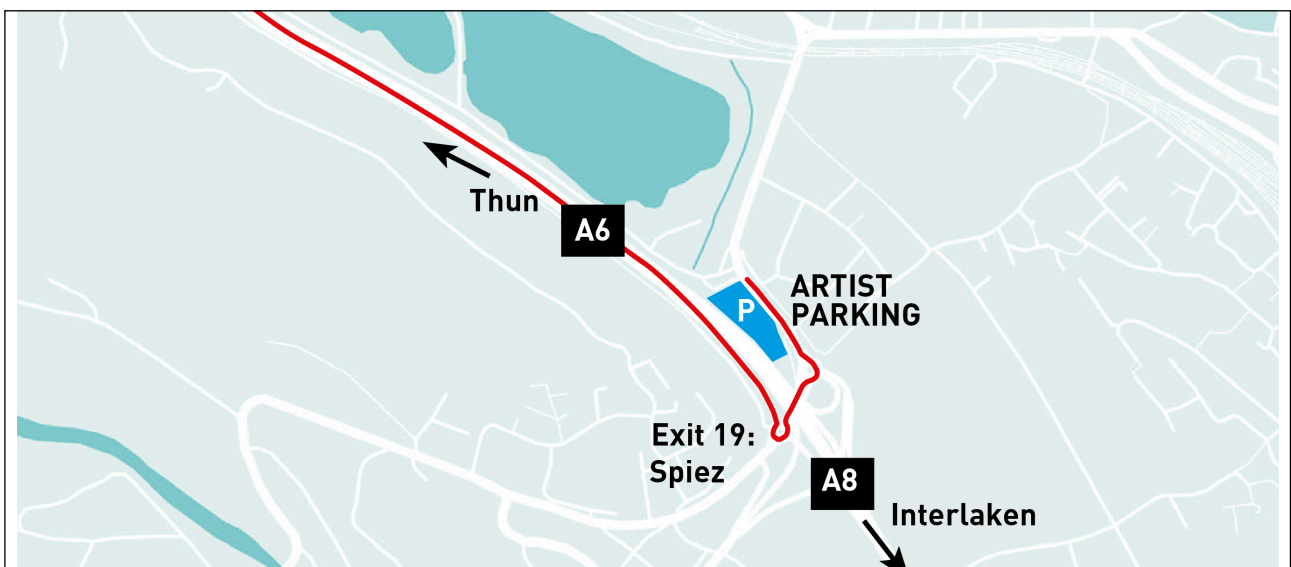 Thun
A6
ARTIST
PARKING
P
Exit 19:
Spiez
A8
Interlaken